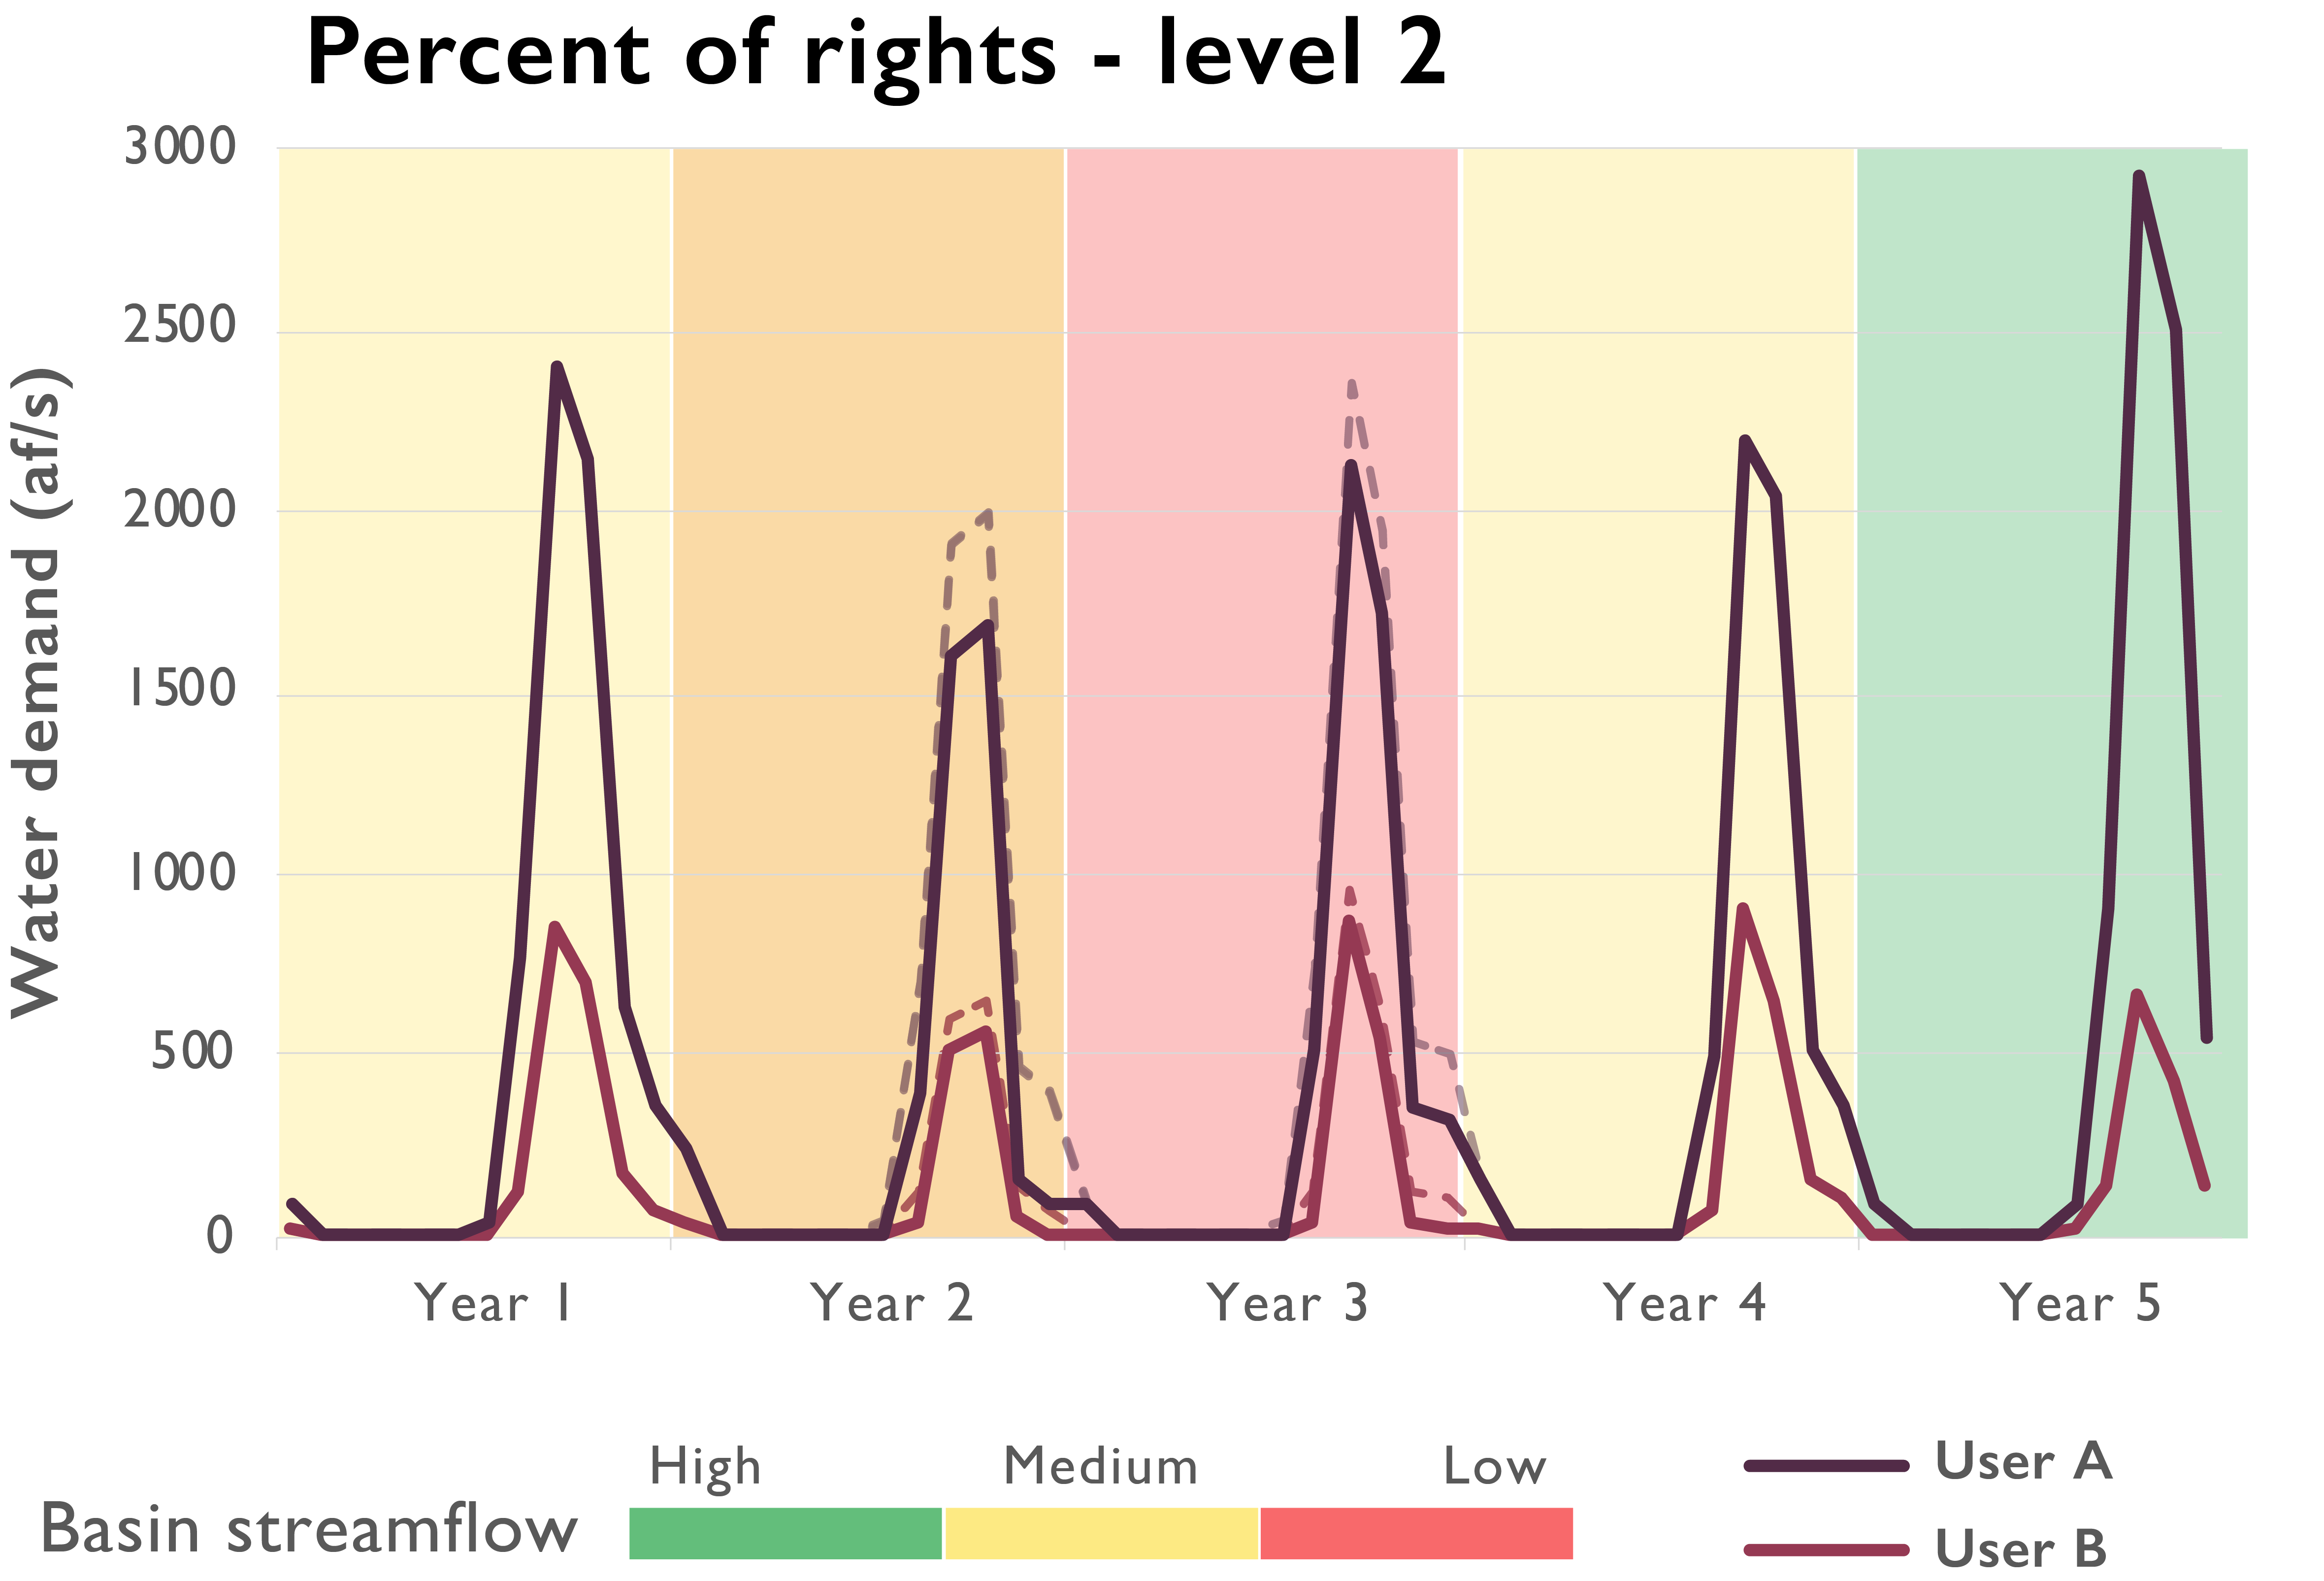 Percent of rights - level 2
Water demand (af/s)
3000
2500
2000
1500
1000
500
0
Year 1
Year 2
Year 3
Year 4
Year 5
Basin streamflow
High
Medium
Low
User A
User B